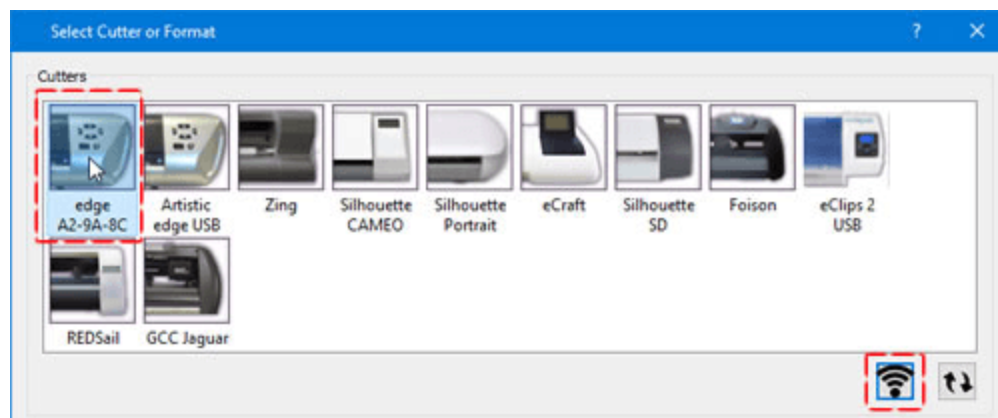 Select Cutter or Format
?
Cutters
edge
A2-9A-8C
Artistic
edge USB
Zing
Silhouette
CAMEO
Silhouette
Portrait
eCraft
Silhouette
SD
Foison
eClips 2
USB
REDSail
GCC Jaguar